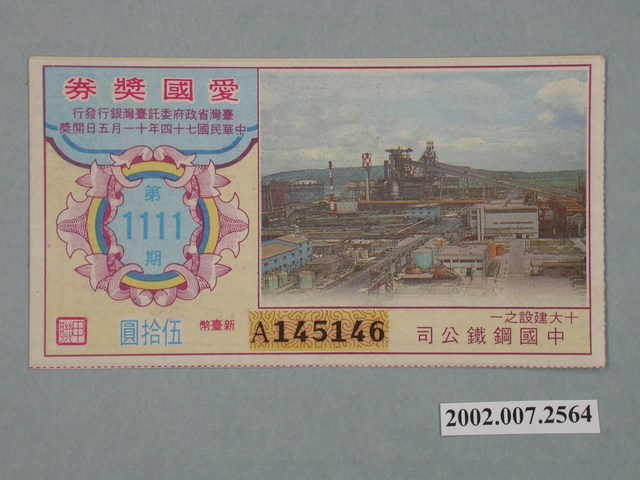 愛國獎券
臺灣省政府委託臺灣銀行發行
中華民國七十四年十一月五日開獎
第
1111
期
新臺幣 伍拾圓
A145146
十大建設之一
中國鋼鐵公司
2002.007.2564